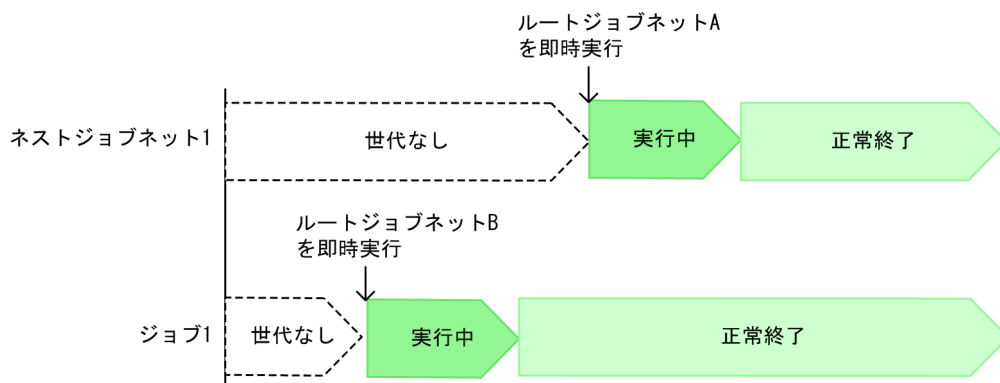 ルートジョブネットA
を即時実行
ネストジョブネット1
世代なし
実行中
正常終了
ルートジョブネットB
を即時実行
ジョブ1
世代なし
実行中
正常終了